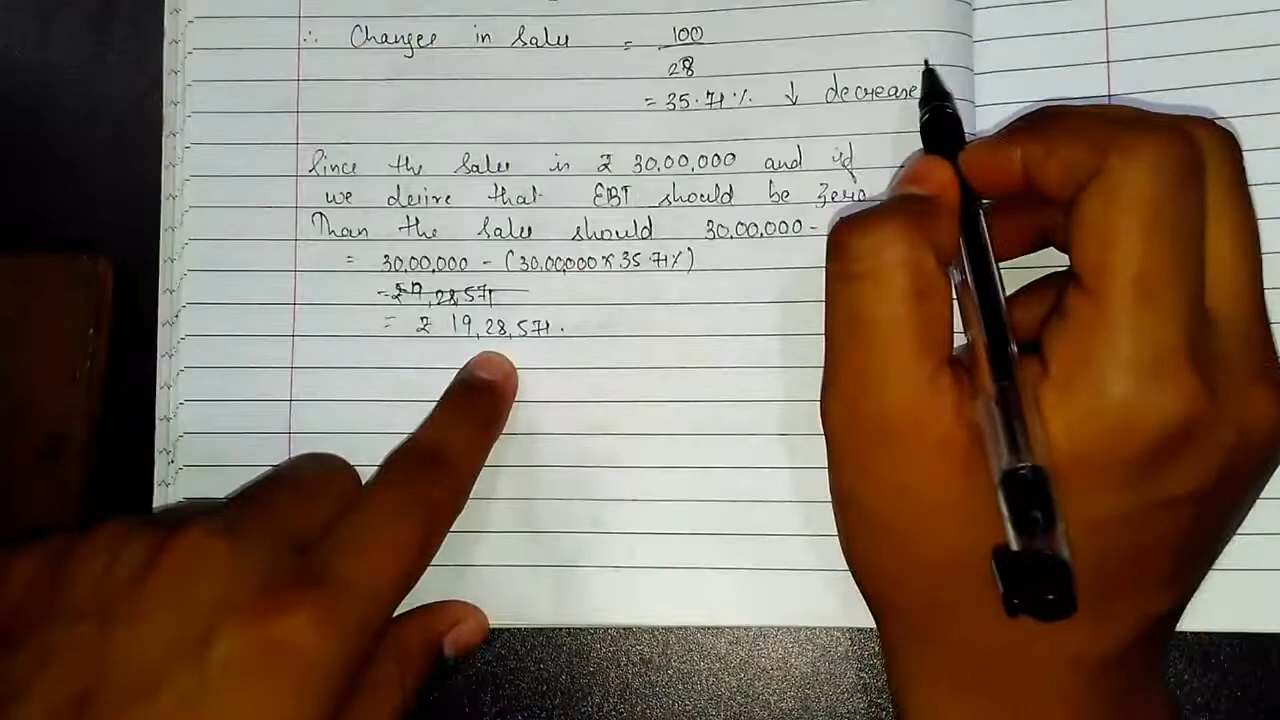 ∴ Changes in Sales = 100
28
= 35.71% ↓ decrease
Since the Sales is ₹ 30,00,000 and if
we desire that EBT should be Zero
Than the Sales should 30,00,000-
= 30,00,000 - (30,00,000 X 35.71%)
= ₹ 19,28,571.